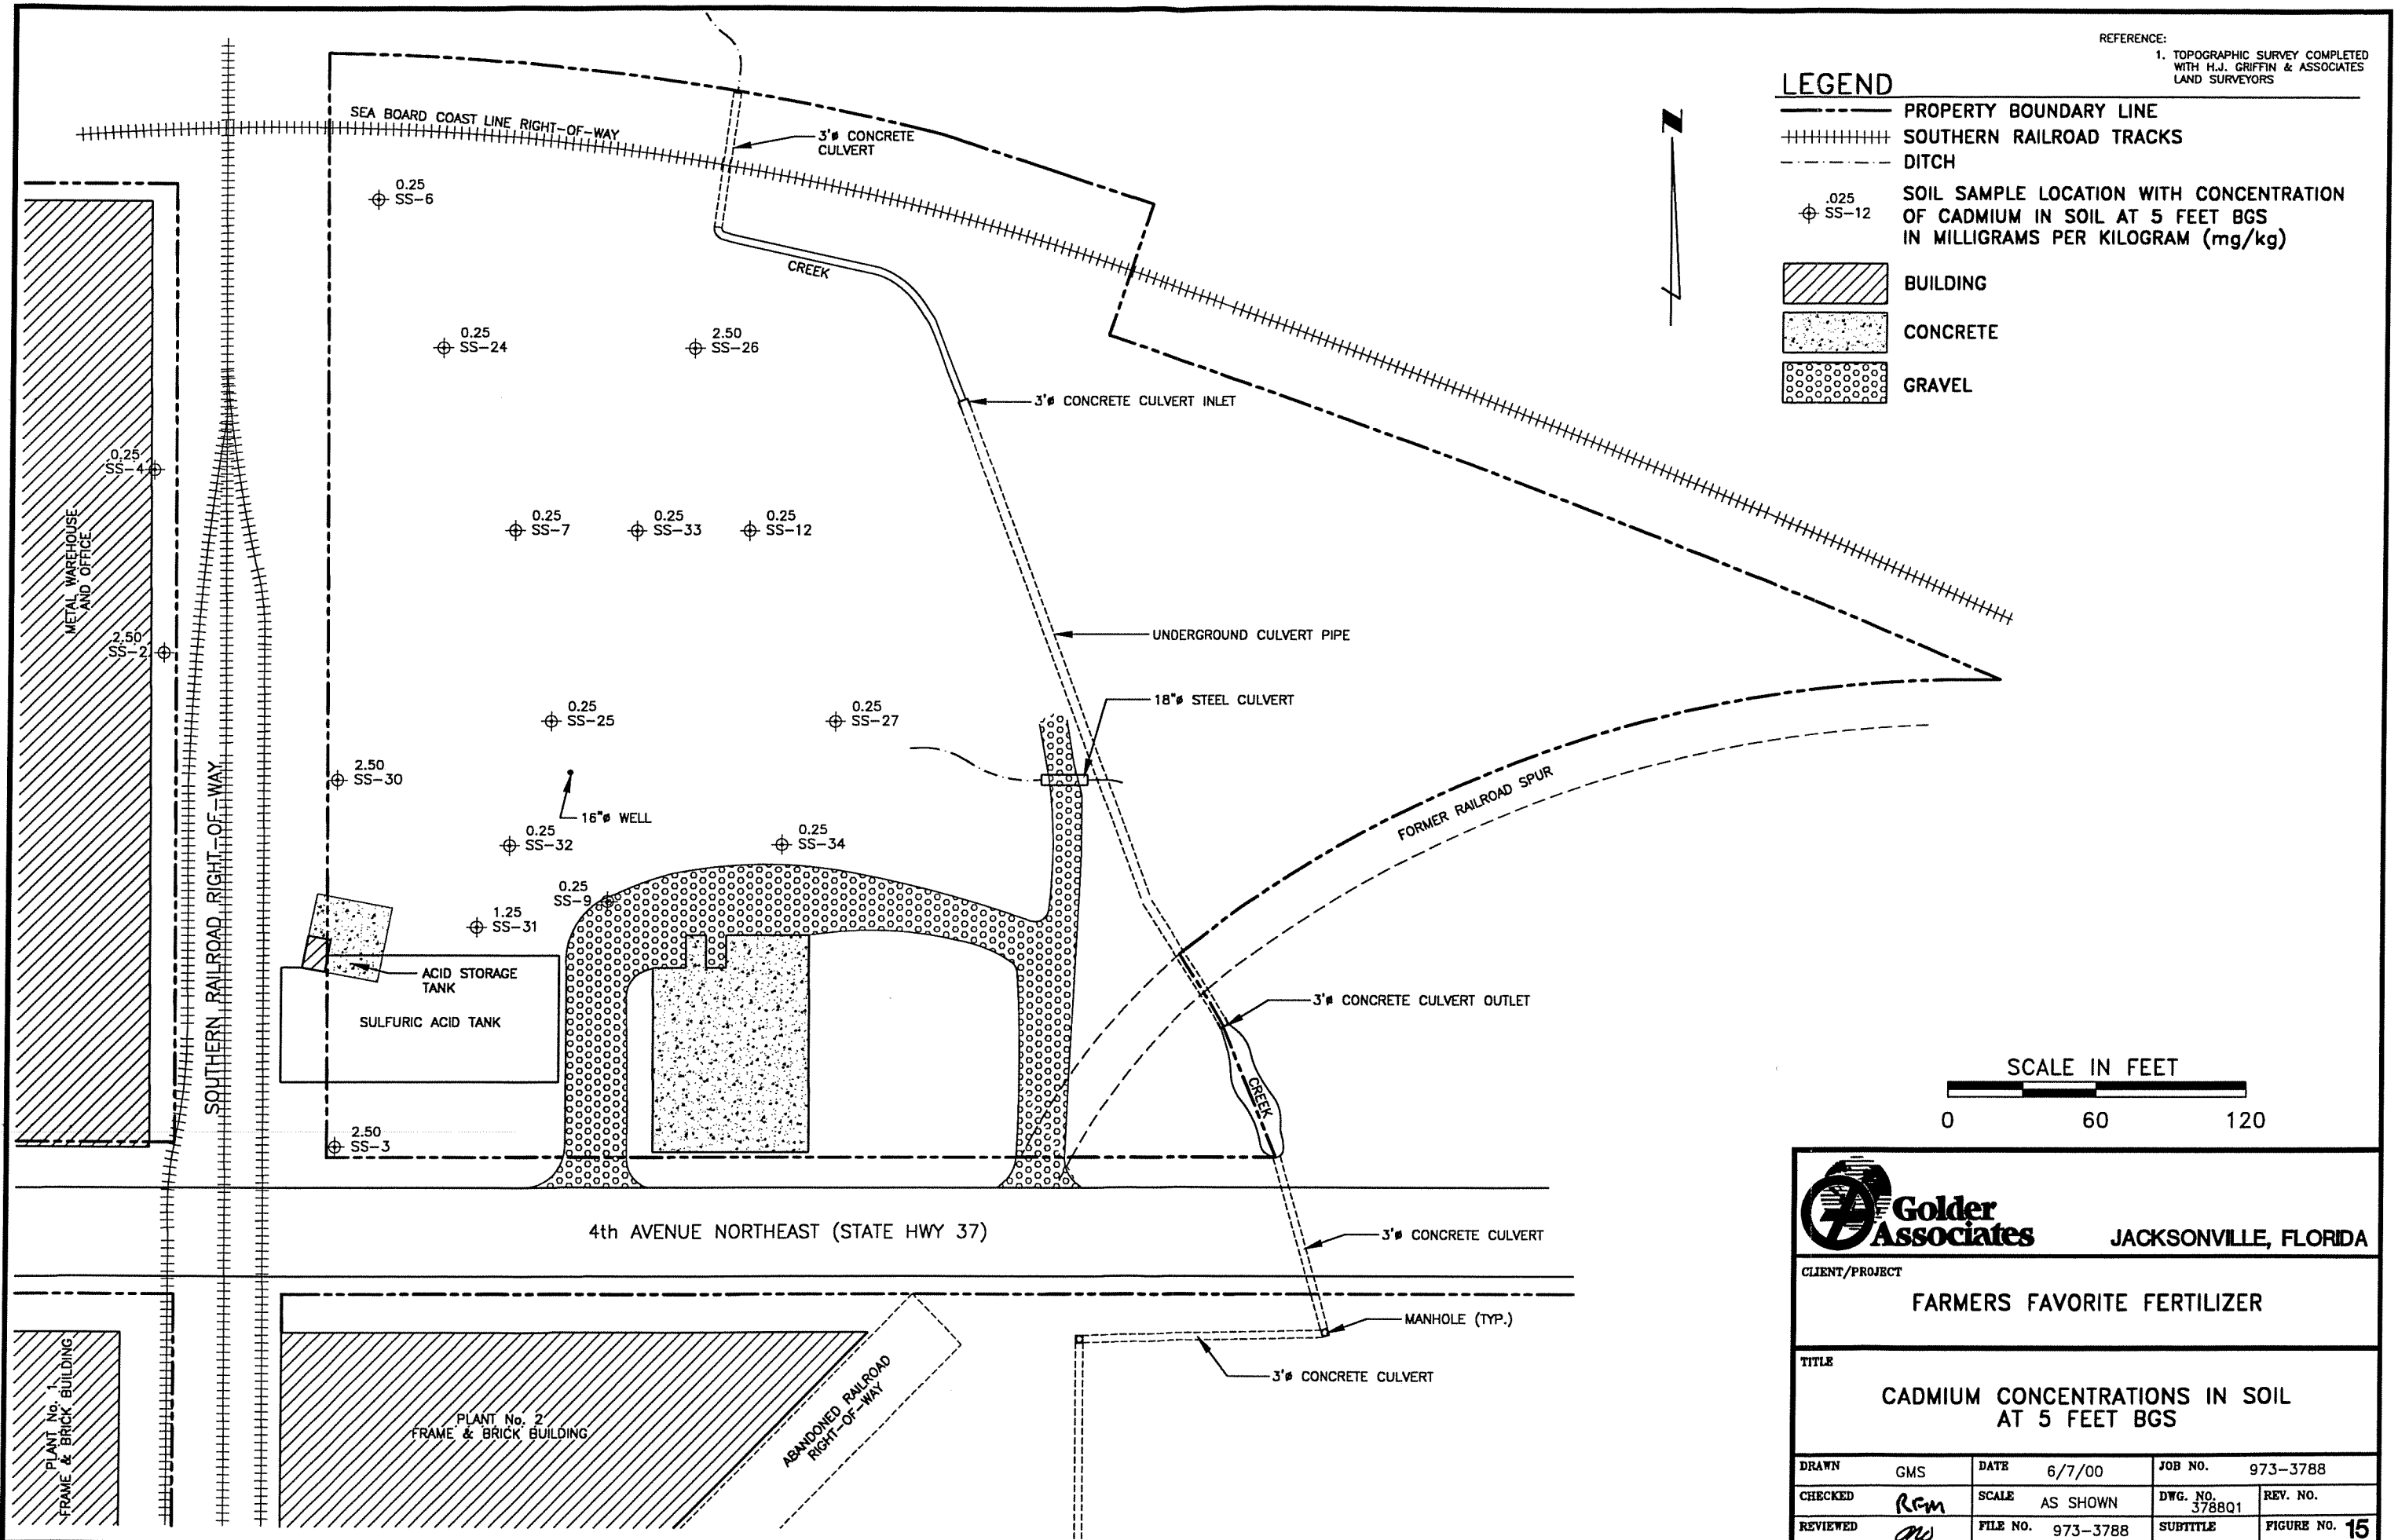 REFERENCE:
1. TOPOGRAPHIC SURVEY COMPLETED
WITH H.J. GRIFFIN & ASSOCIATES
LAND SURVEYORS
LEGEND
PROPERTY BOUNDARY LINE
SOUTHERN RAILROAD TRACKS
DITCH
.025
SS-12
SOIL SAMPLE LOCATION WITH CONCENTRATION
OF CADMIUM IN SOIL AT 5 FEET BGS
IN MILLIGRAMS PER KILOGRAM (mg/kg)
BUILDING
CONCRETE
GRAVEL
N
SEA BOARD COAST LINE RIGHT-OF-WAY
3'ø CONCRETE
CULVERT
0.25
SS-6
CREEK
0.25
SS-24
2.50
SS-26
3'ø CONCRETE CULVERT INLET
0.25
SS-4
METAL WAREHOUSE
AND OFFICE
0.25
SS-7
0.25
SS-33
0.25
SS-12
2.50
SS-2
UNDERGROUND CULVERT PIPE
18"ø STEEL CULVERT
0.25
SS-25
0.25
SS-27
2.50
SS-30
16"ø WELL
FORMER RAILROAD SPUR
0.25
SS-32
0.25
SS-34
0.25
SS-9
1.25
SS-31
SOUTHERN RAILROAD RIGHT-OF-WAY
ACID STORAGE
TANK
SULFURIC ACID TANK
3'ø CONCRETE CULVERT OUTLET
CREEK
2.50
SS-3
4th AVENUE NORTHEAST (STATE HWY 37)
3'ø CONCRETE CULVERT
MANHOLE (TYP.)
3'ø CONCRETE CULVERT
PLANT No. 1
FRAME & BRICK BUILDING
PLANT No. 2
FRAME & BRICK BUILDING
ABANDONED RAILROAD
RIGHT-OF-WAY
SCALE IN FEET
0 60 120
Golder
Associates
JACKSONVILLE, FLORIDA
CLIENT/PROJECT
FARMERS FAVORITE FERTILIZER
TITLE
CADMIUM CONCENTRATIONS IN SOIL
AT 5 FEET BGS
DRAWN GMS DATE 6/7/00 JOB NO. 973-3788
CHECKED RFM SCALE AS SHOWN DWG. NO. 3788Q1 REV. NO.
REVIEWED FILE NO. 973-3788 SUBTITLE FIGURE NO. 15